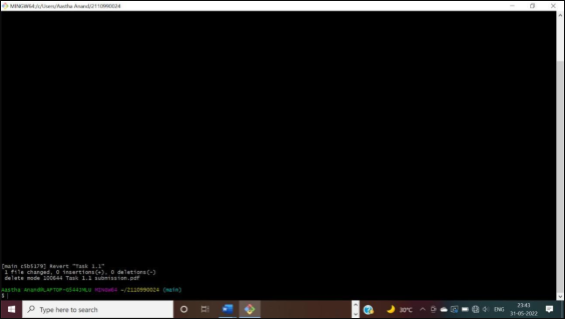 MINGW64:/c/Users/Aastha Anand/2110990024
[main c5b5179] Revert "Task 1.1"
1 file changed, 0 insertions(+), 0 deletions(-)
delete mode 100644 Task 1.1 submission.pdf
MINGW64 ~/2110990024 (main)
$
Type here to search
30°C
ENG
23:43
31-05-2022